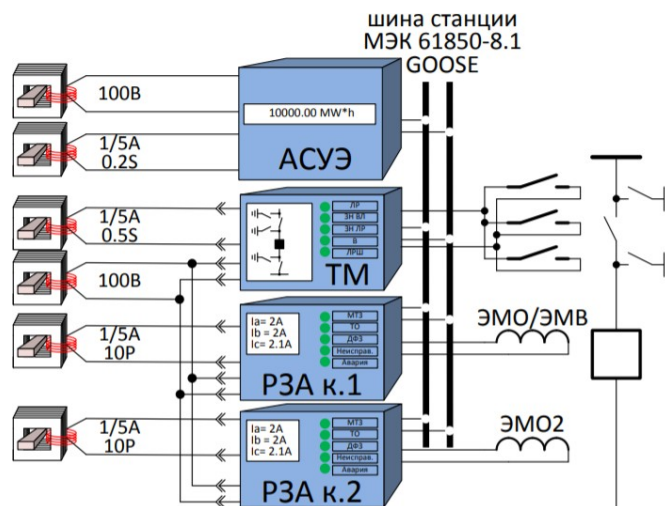 шина станции
МЭК 61850-8.1
GOOSE
100В
10000.00 MW*h
АСУЭ
1/5А
0.2S
1/5А
0.5S
ЛР
ЗН ВЛ
ЗН ЛР
В
ЛРШ
ТМ
100В
1/5А
10Р
Ia= 2A
Ib = 2A
Ic= 2.1A
МТЗ
ТО
ДФЗ
Неисправ.
Авария
РЗА к.1
ЭМО/ЭМВ
1/5А
10Р
Ia= 2A
Ib = 2A
Ic= 2.1A
МТЗ
ТО
ДФЗ
Неисправ.
Авария
РЗА к.2
ЭМО2